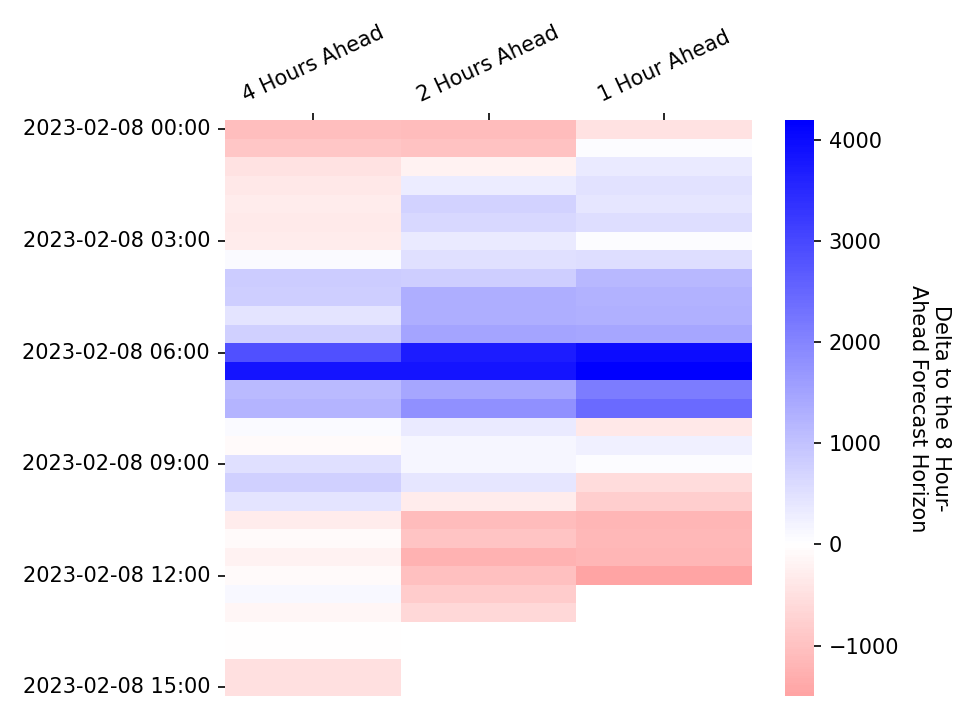 4 Hours Ahead
2 Hours Ahead
1 Hour Ahead
2023-02-08 00:00
2023-02-08 03:00
2023-02-08 06:00
2023-02-08 09:00
2023-02-08 12:00
2023-02-08 15:00
4000
3000
2000
1000
0
−1000
Delta to the 8 Hour-
Ahead Forecast Horizon